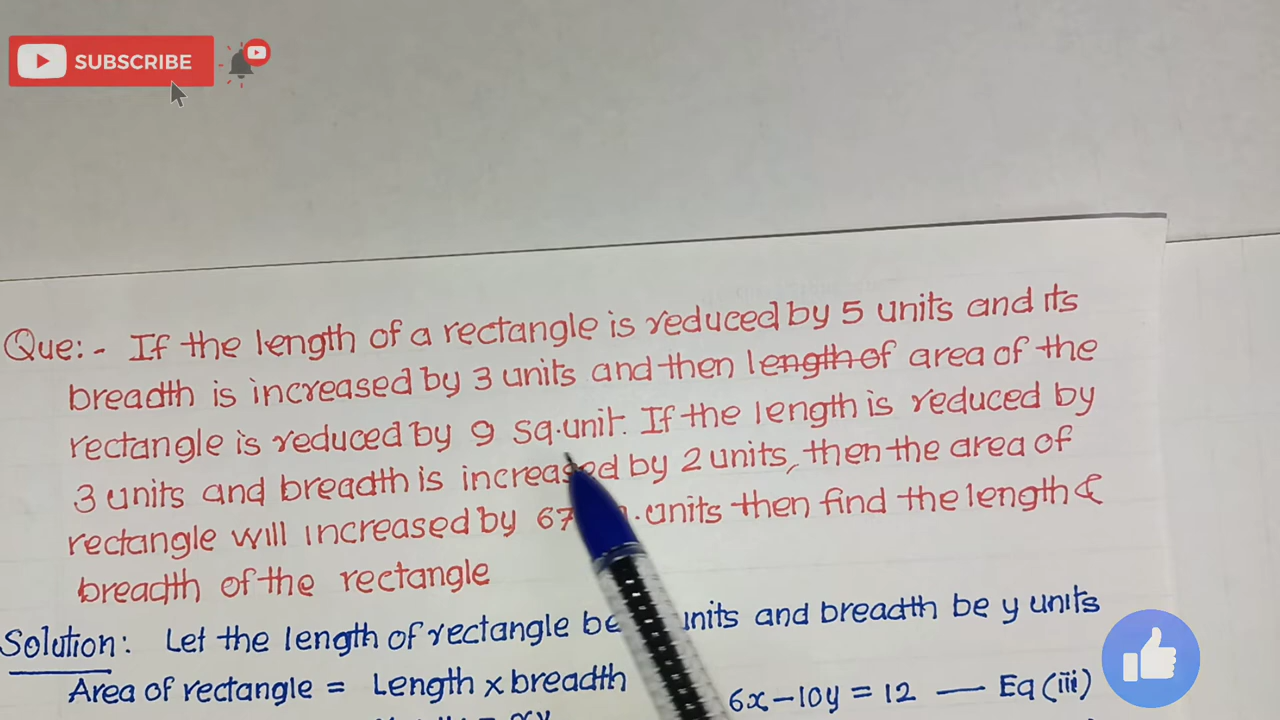 SUBSCRIBE
Que:- If the length of a rectangle is reduced by 5 units and its
breadth is increased by 3 units and then length of area of the
rectangle is reduced by 9 sq.unit. If the length is reduced by
3 units and breadth is increased by 2 units, then the area of
rectangle will increased by 67 .units then find the length &
breadth of the rectangle
Solution: Let the length of rectangle be units and breadth be y units
Area of rectangle = Length x breadth
6x-10y = 12 — Eq (iii)